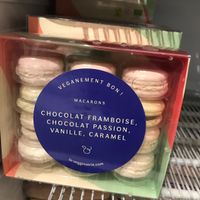 VEGANEMENT BON!
MACARONS
CHOCOLAT FRAMBOISE,
CHOCOLAT PASSION,
VANILLE, CARAMEL